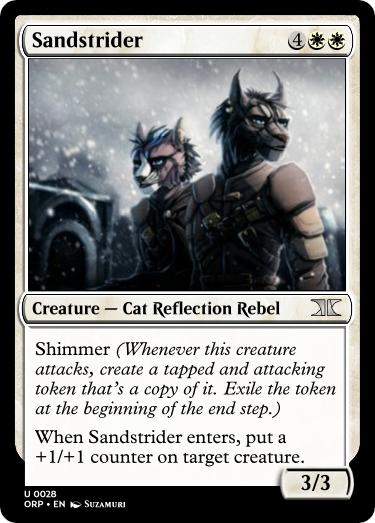 Sandstrider 4
Creature — Cat Reflection Rebel
Shimmer (Whenever this creature
attacks, create a tapped and attacking
token that's a copy of it. Exile the token
at the beginning of the end step.)
When Sandstrider enters, put a
+1/+1 counter on target creature.
3/3
U 0028
ORP • EN Suzamuri